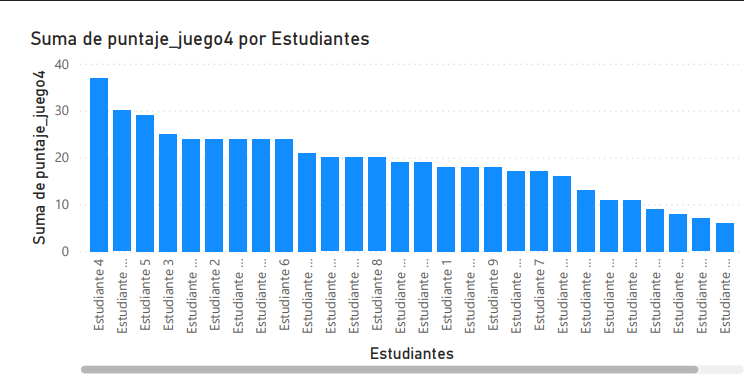 Suma de puntaje_juego4 por Estudiantes
Suma de puntaje_juego4
40
30
20
10
0
Estudiante 4
Estudiante ...
Estudiante 5
Estudiante 3
Estudiante ...
Estudiante 2
Estudiante ...
Estudiante ...
Estudiante 6
Estudiante ...
Estudiante ...
Estudiante ...
Estudiante 8
Estudiante ...
Estudiante ...
Estudiante 1
Estudiante ...
Estudiante 9
Estudiante ...
Estudiante 7
Estudiante ...
Estudiante ...
Estudiante ...
Estudiante ...
Estudiante ...
Estudiante ...
Estudiante ...
Estudiante ...
Estudiantes